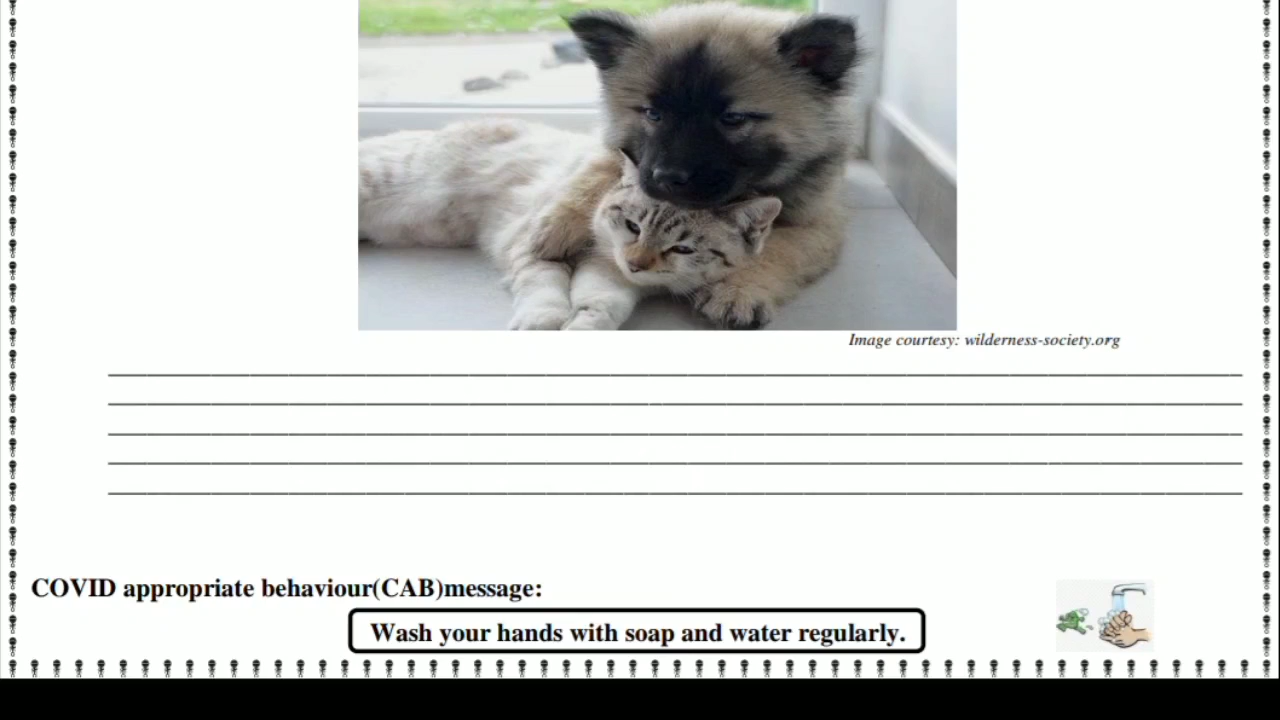 Image courtesy: wilderness-society.org
COVID appropriate behaviour(CAB)message:
Wash your hands with soap and water regularly.